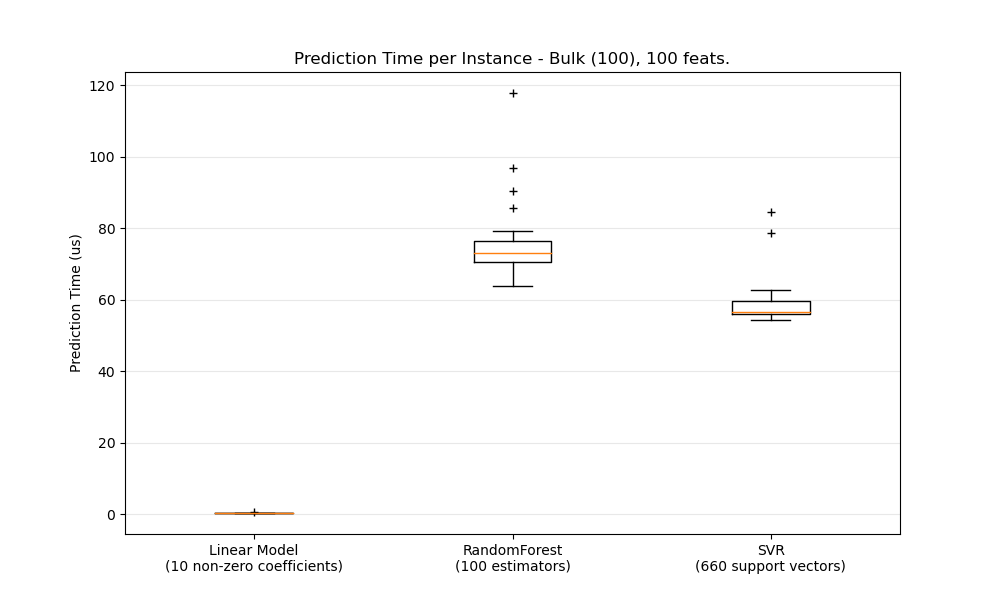 Prediction Time per Instance - Bulk (100), 100 feats.
120
100
80
60
40
20
0
Prediction Time (us)
Linear Model
(10 non-zero coefficients)
RandomForest
(100 estimators)
SVR
(660 support vectors)